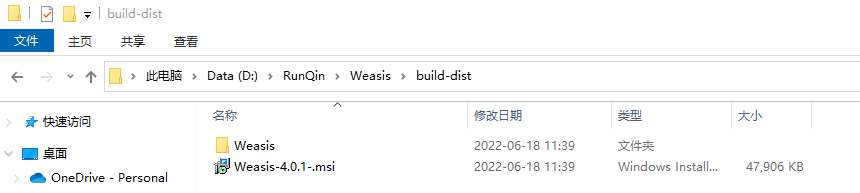 build-dist
文件 主页 共享 查看
此电脑 Data (D:) RunQin Weasis build-dist
名称 修改日期 类型 大小
快速访问
Weasis 2022-06-18 11:39 文件夹
桌面
Weasis-4.0.1-.msi 2022-06-18 11:39 Windows Install... 47,906 KB
OneDrive - Personal